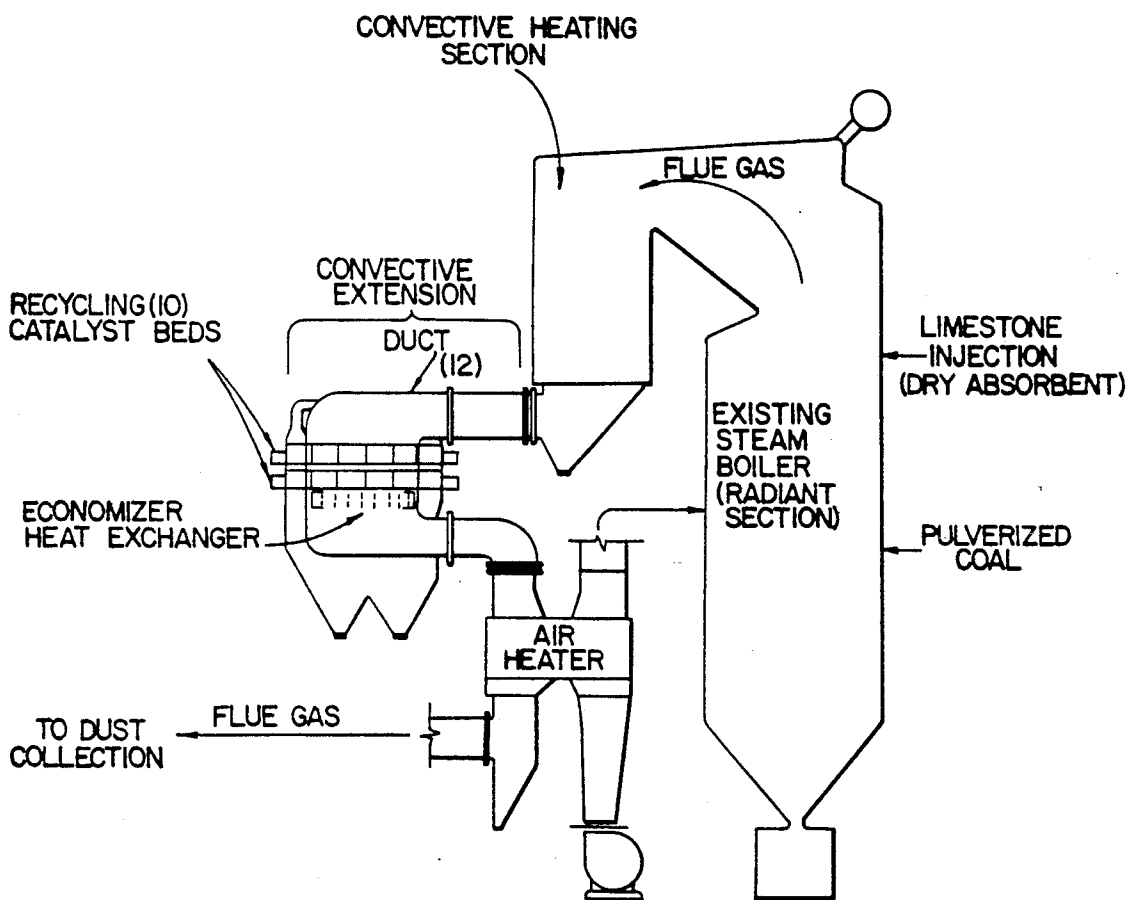 CONVECTIVE HEATING
SECTION
FLUE GAS
CONVECTIVE
EXTENSION
RECYCLING(10)
CATALYST BEDS
DUCT
(12)
LIMESTONE
INJECTION
(DRY ABSORBENT)
EXISTING
STEAM
BOILER
(RADIANT
SECTION)
ECONOMIZER
HEAT EXCHANGER
PULVERIZED
COAL
AIR
HEATER
FLUE GAS
TO DUST
COLLECTION